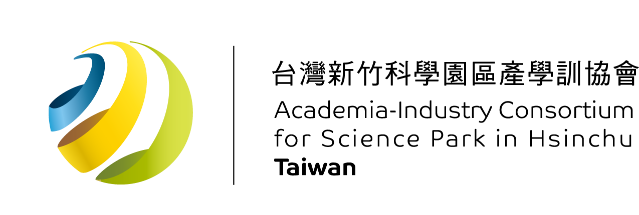 台灣新竹科學園區產學訓協會
Academia-Industry Consortium
for Science Park in Hsinchu
Taiwan